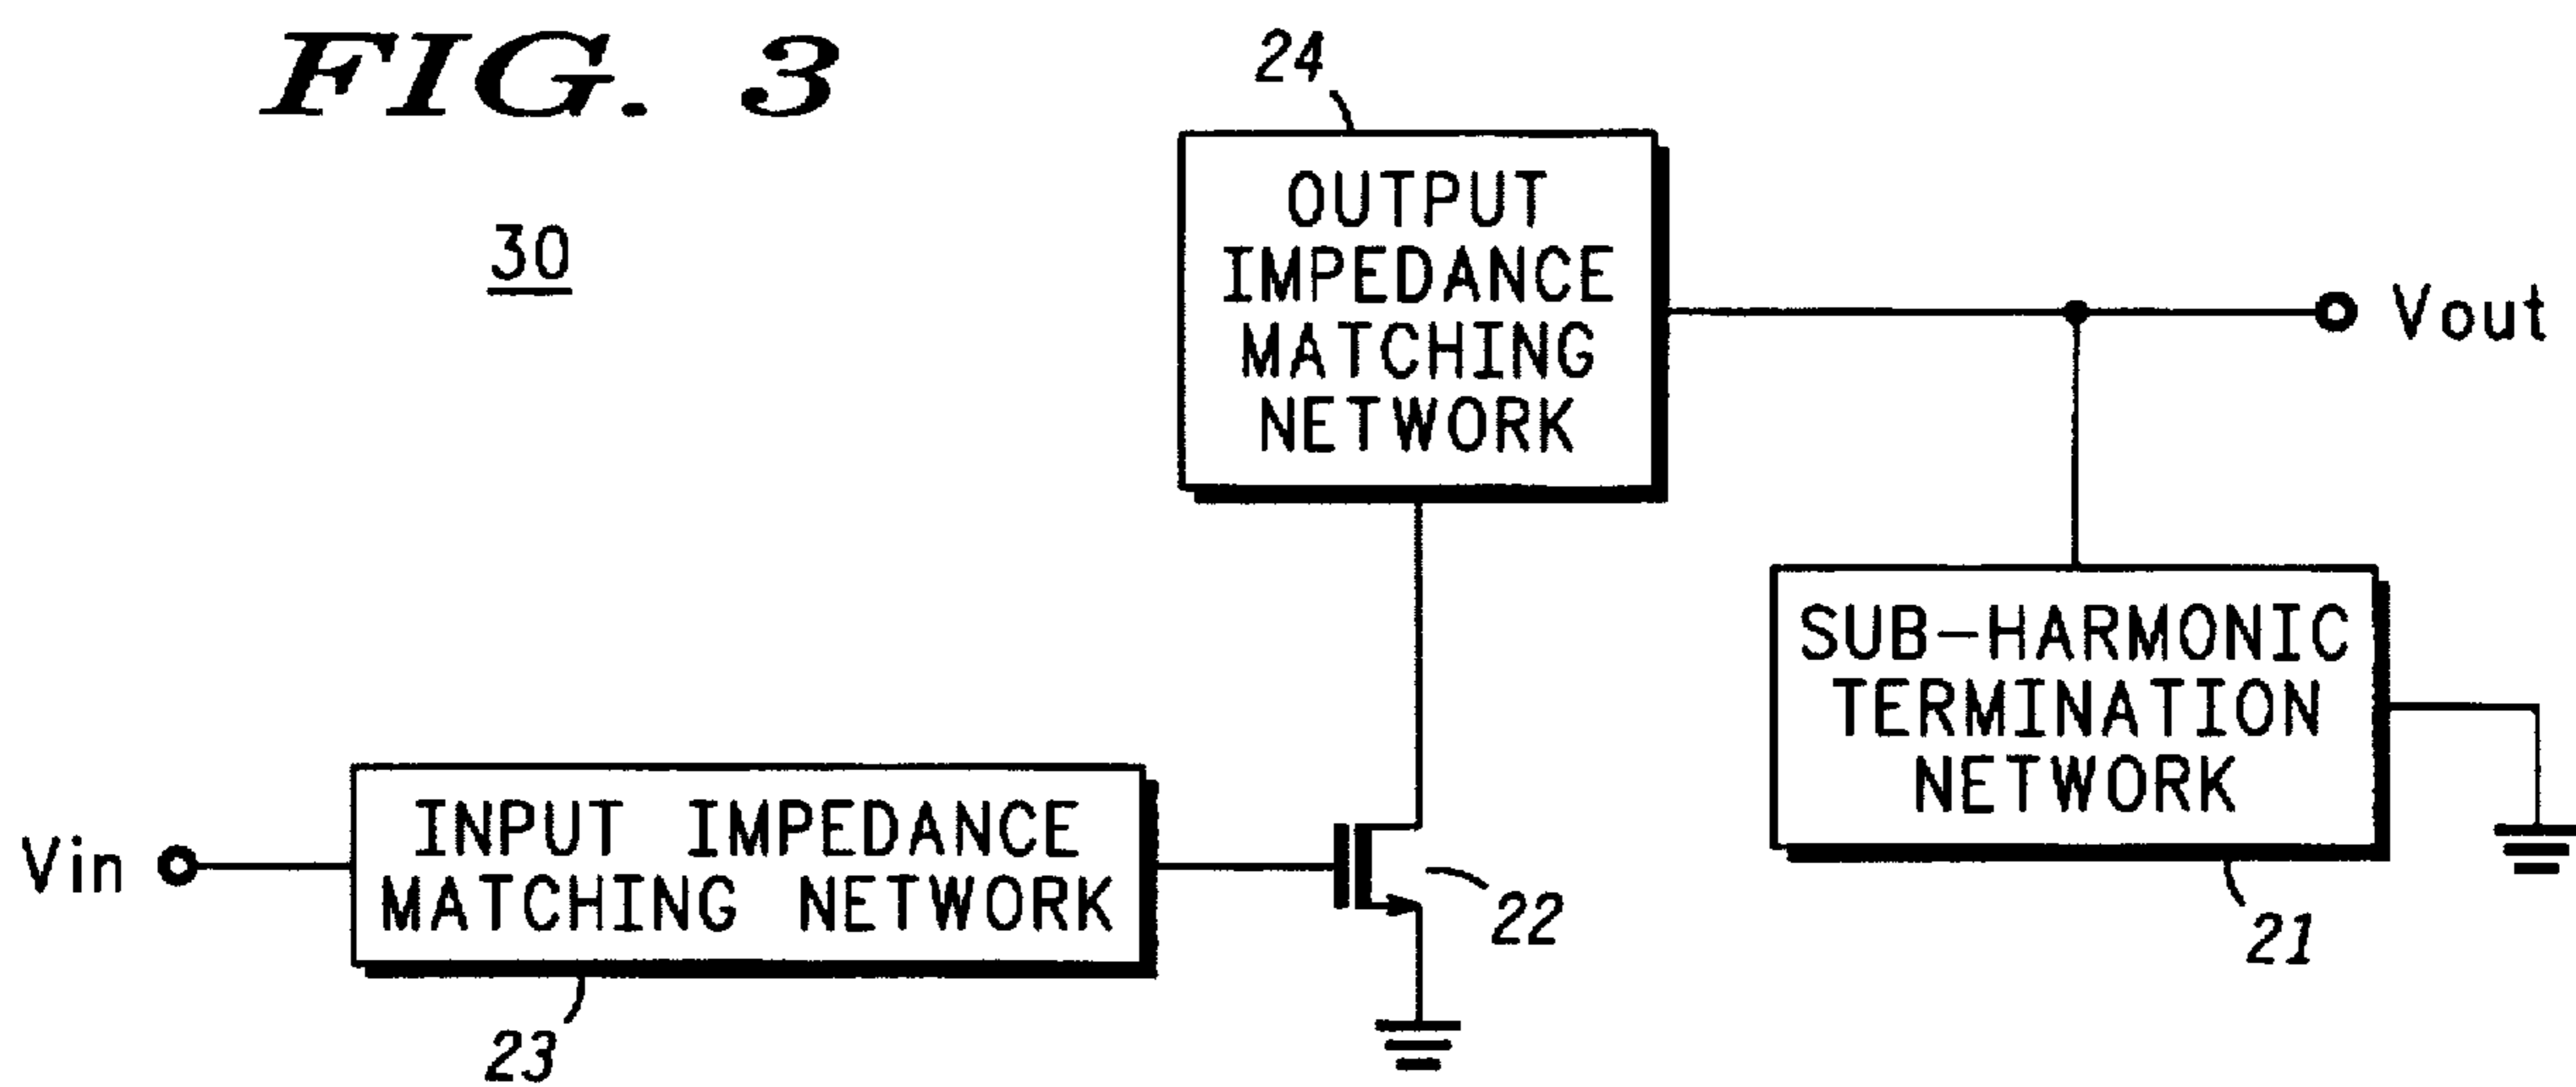 FIG. 3
30
24
OUTPUT
IMPEDANCE
MATCHING
NETWORK
Vout
SUB-HARMONIC
TERMINATION
NETWORK
21
Vin
INPUT IMPEDANCE
MATCHING NETWORK
23
22